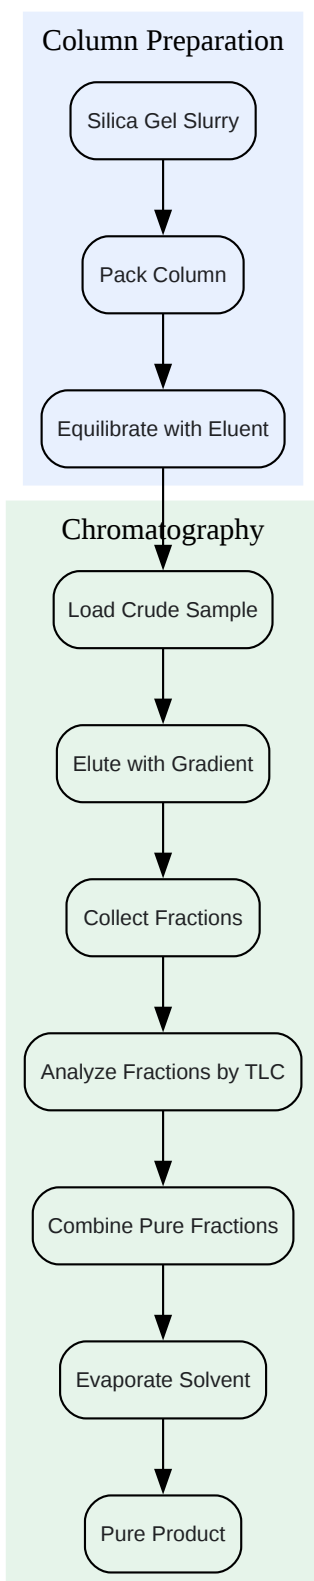 Column Preparation
Silica Gel Slurry
Pack Column
Equilibrate with Eluent
Chromatography
Load Crude Sample
Elute with Gradient
Collect Fractions
Analyze Fractions by TLC
Combine Pure Fractions
Evaporate Solvent
Pure Product